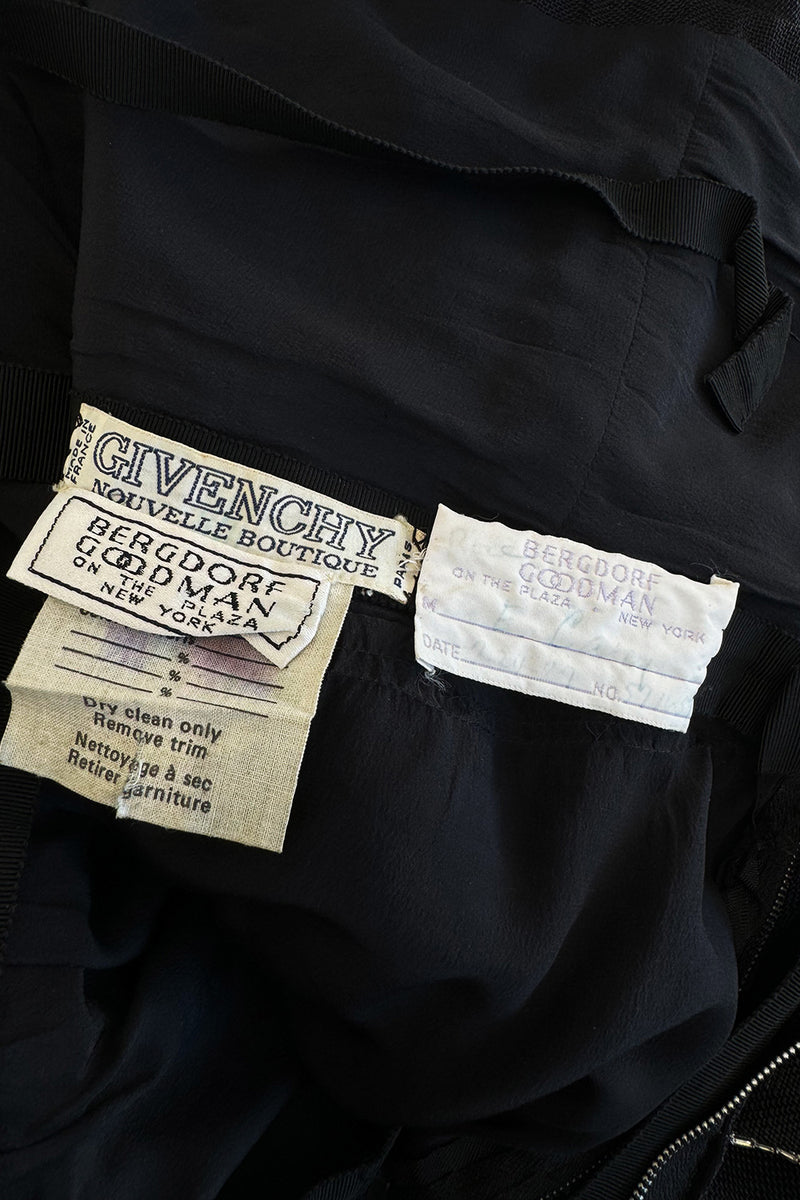 MADE IN
FRANCE
GIVENCHY
NOUVELLE BOUTIQUE
PARIS
BERGDORF
GOODMAN
ON THE PLAZA
NEW YORK
%
%
%
Dry clean only
Remove trim
Nettoyage à sec
Retirer garniture
BERGDORF
GOODMAN
ON THE PLAZA NEW YORK
M
DATE NO.